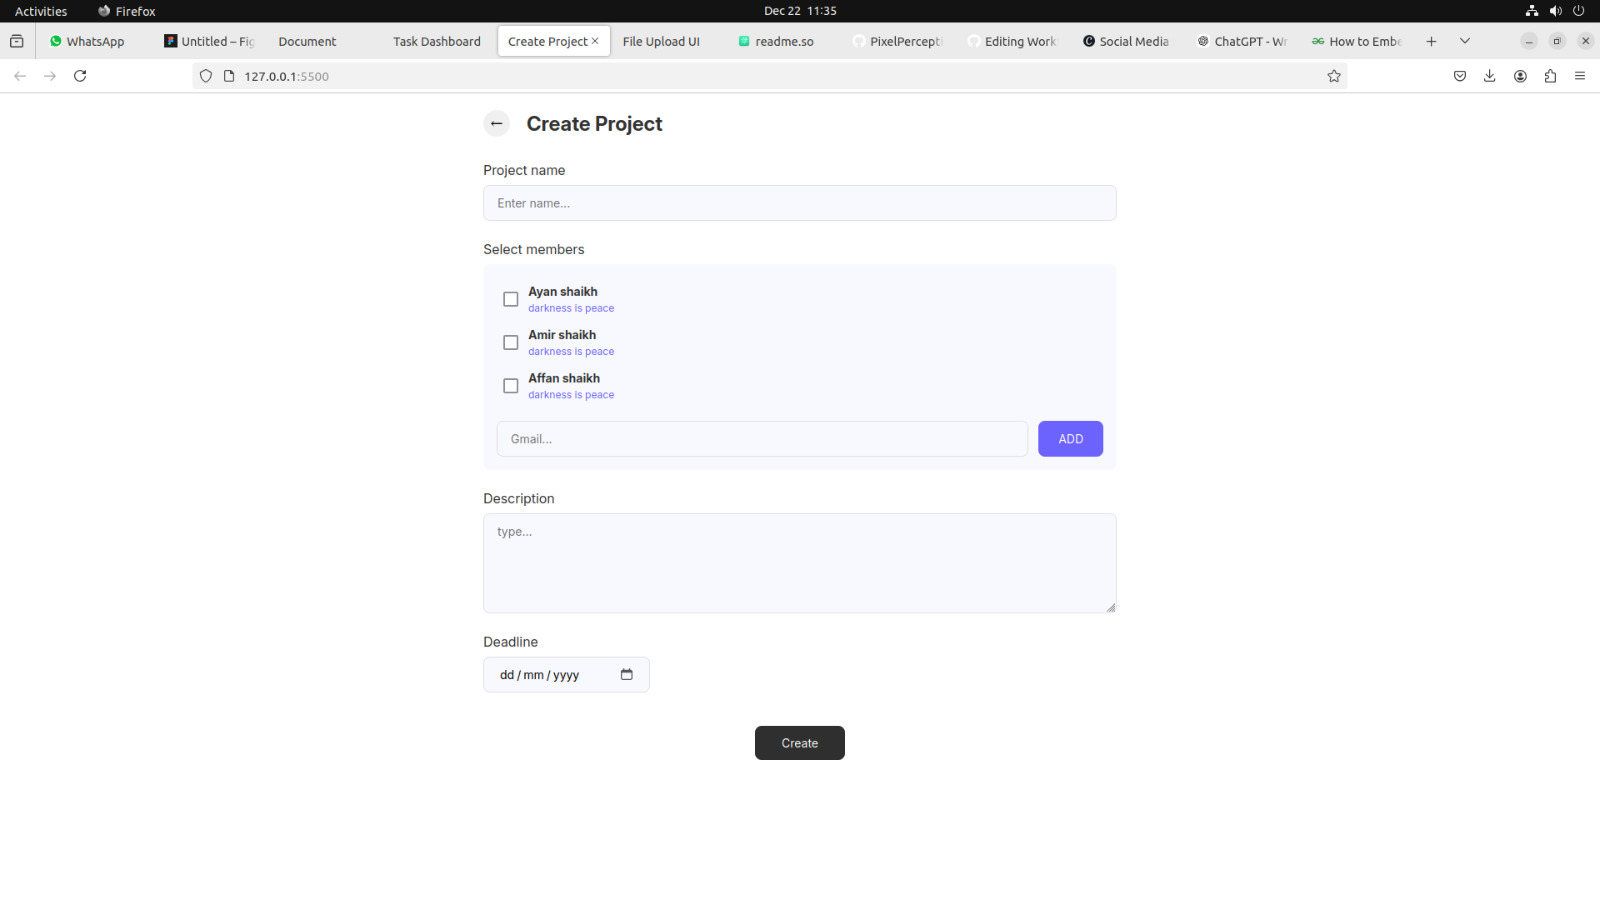 Activities Firefox Dec 22 11:35
WhatsApp Untitled – Fig Document Task Dashboard Create Project File Upload UI readme.so PixelPercepti Editing Work Social Media ChatGPT - Wr How to Embe
127.0.0.1:5500
Create Project
Project name
Enter name...
Select members
Ayan shaikh
darkness is peace
Amir shaikh
darkness is peace
Affan shaikh
darkness is peace
Gmail... ADD
Description
type...
Deadline
dd / mm / yyyy
Create